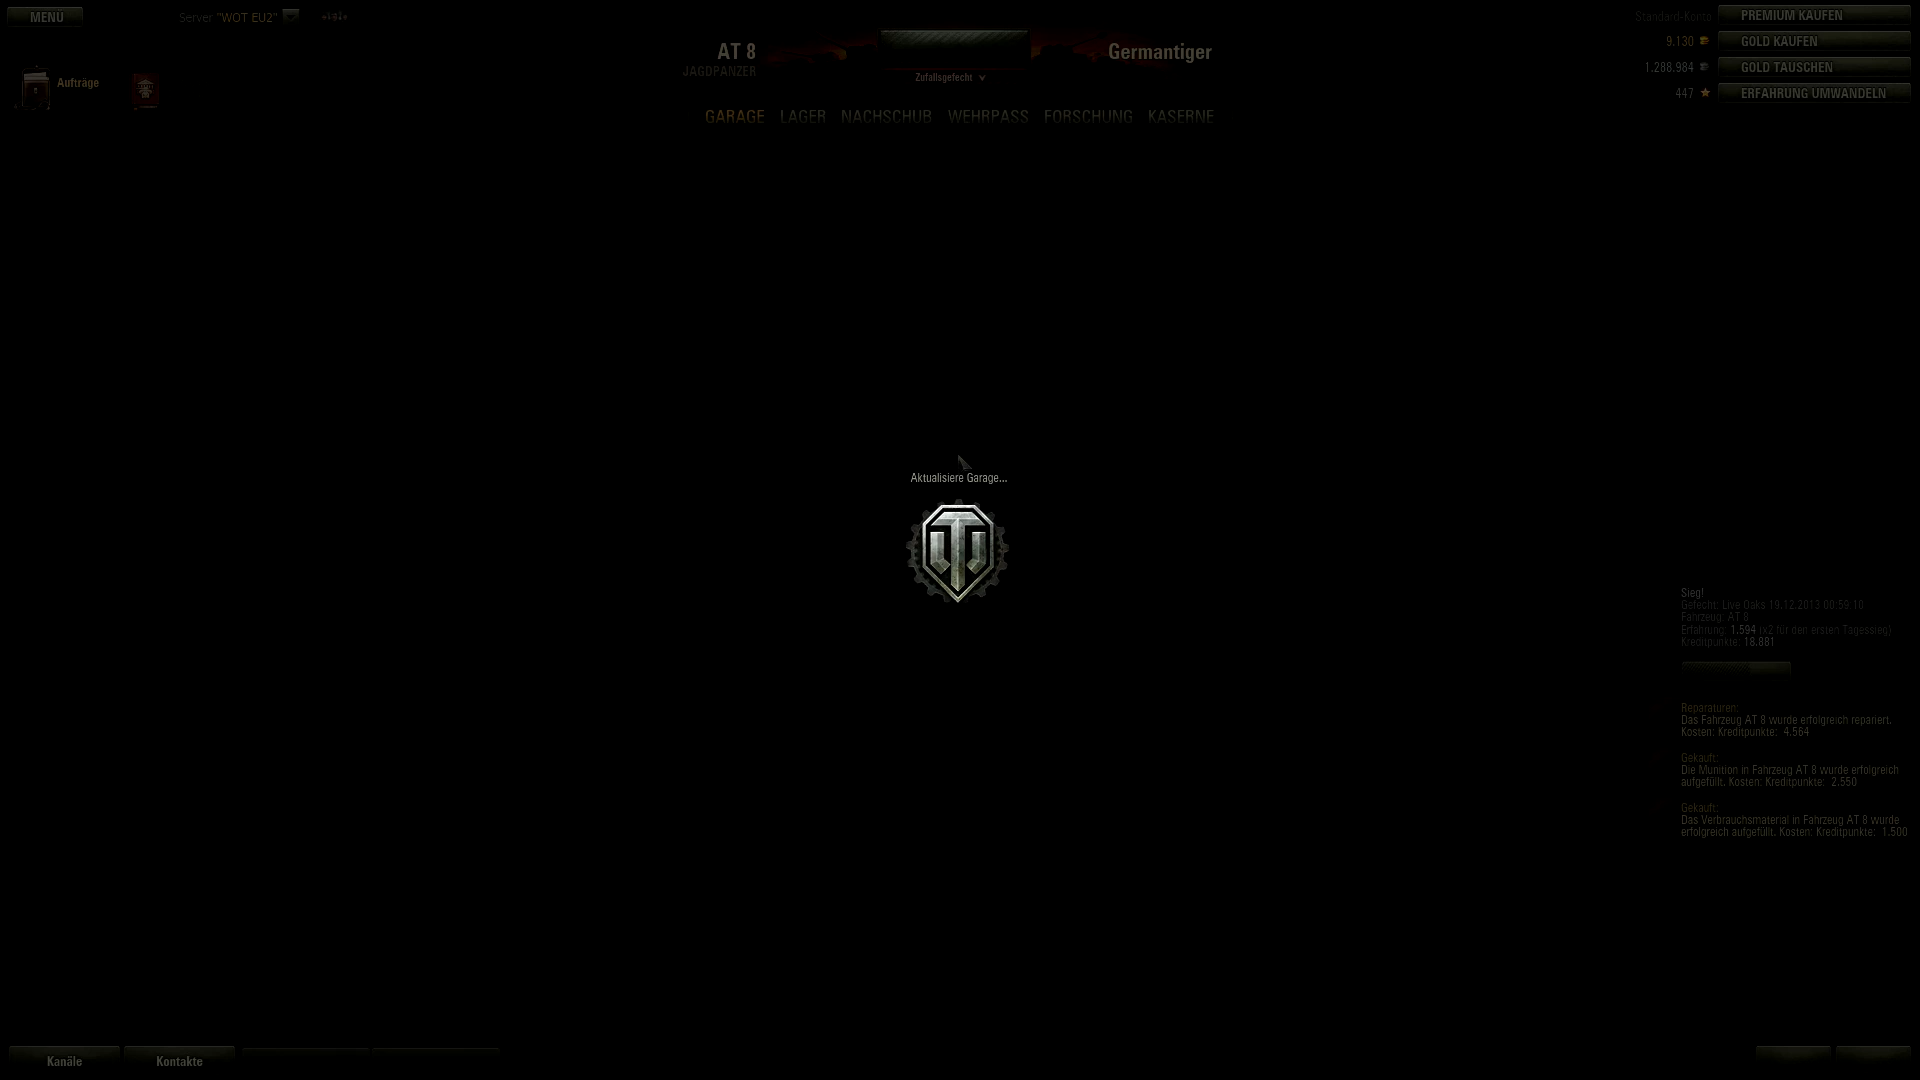 MENÜ
Server "WOT EU2"
Standard-Konto
PREMIUM KAUFEN
AT 8
JAGDPANZER
Germantiger
Zufallsgefecht
9.130
GOLD KAUFEN
1.288.984
GOLD TAUSCHEN
447
ERFAHRUNG UMWANDELN
Aufträge
GARAGE LAGER NACHSCHUB WEHRPASS FORSCHUNG KASERNE
Aktualisiere Garage...
Sieg!
Gefecht: Live Oaks 19.12.2013 00:59:10
Fahrzeug: AT 8
Erfahrung: 1.594 (x2 für den ersten Tagessieg)
Kreditpunkte: 18.881
Reparaturen:
Das Fahrzeug AT 8 wurde erfolgreich repariert.
Kosten: Kreditpunkte: 4.564
Gekauft:
Die Munition in Fahrzeug AT 8 wurde erfolgreich
aufgefüllt. Kosten: Kreditpunkte: 2.550
Gekauft:
Das Verbrauchsmaterial in Fahrzeug AT 8 wurde
erfolgreich aufgefüllt. Kosten: Kreditpunkte: 1.500
Kanäle
Kontakte